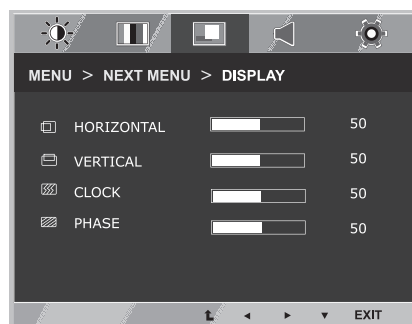 MENU > NEXT MENU > DISPLAY
HORIZONTAL 50
VERTICAL 50
CLOCK 50
PHASE 50
EXIT